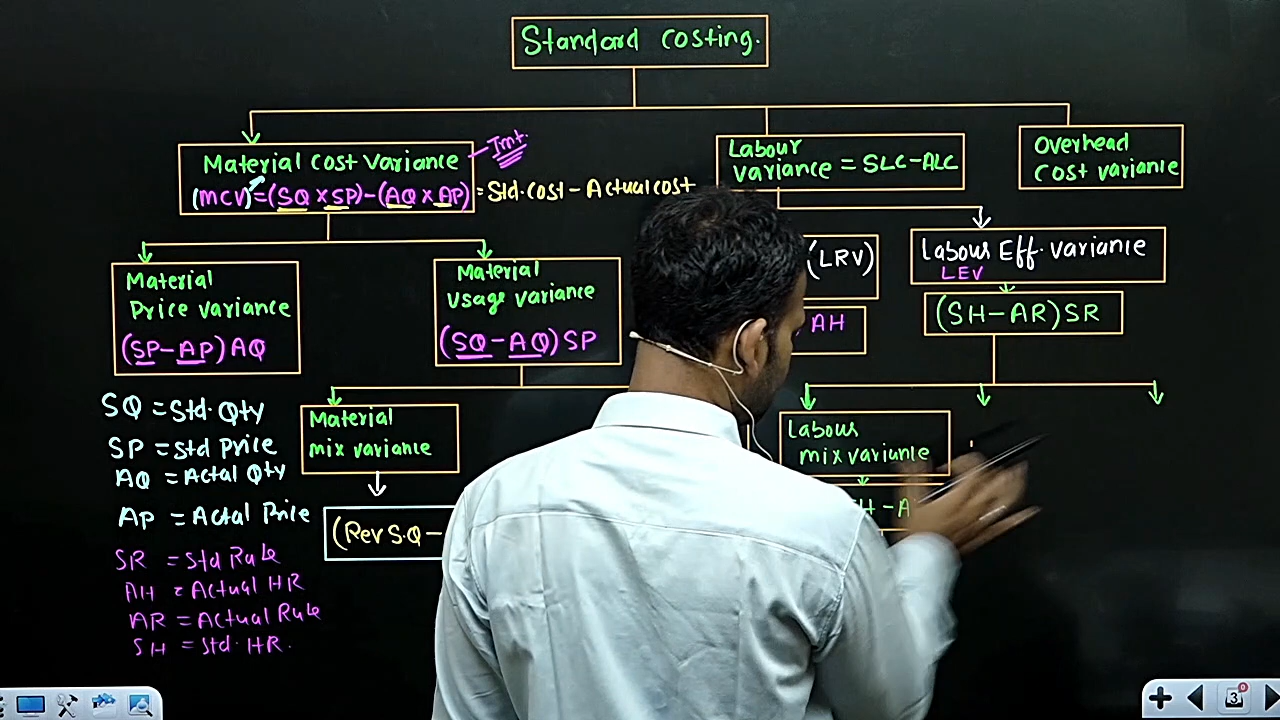 Standard costing.
Material Cost Variance
Imt.
(MCV)=(SQ X SP)-(AQ X AP)
= Std.Cost - Actual cost
Labour
Variance = SLC-ALC
Overhead
Cost variance
Material
Price variance
(SP-AP)AQ
Material
Usage variance
(SQ-AQ)SP
(LRV)
AH
Labour Eff. variance
LEV
(SH-AR)SR
SQ = Std. Qty
SP = Std Price
AQ = Actal Qty
AP = Actal Price
SR = Std Rule
AH = Actual HR
AR = Actual Rule
SH = Std. HR.
Material
mix variance
(Rev S.Q-
Labour
mix variance
H-A
3